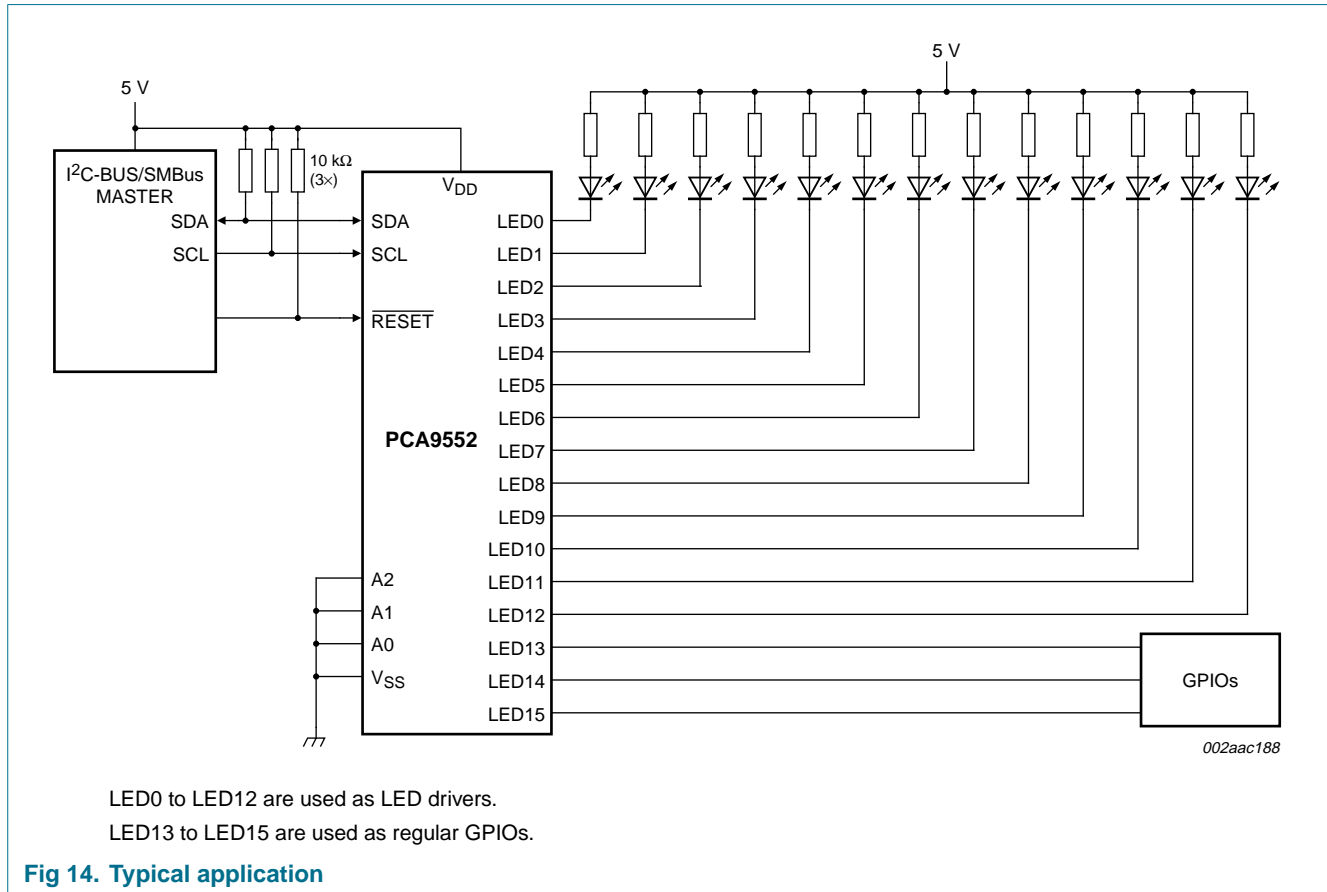 5 V
5 V
I2C-BUS/SMBus
MASTER
10 kΩ
(3×)
SDA
SCL
VDD
SDA
SCL
RESET
PCA9552
A2
A1
A0
VSS
LED0
LED1
LED2
LED3
LED4
LED5
LED6
LED7
LED8
LED9
LED10
LED11
LED12
LED13
LED14
LED15
GPIOs
002aac188
LED0 to LED12 are used as LED drivers.
LED13 to LED15 are used as regular GPIOs.
Fig 14. Typical application